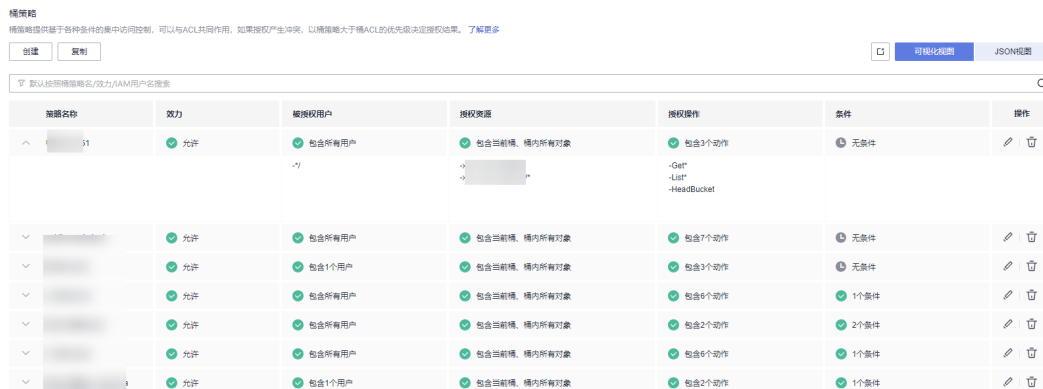 桶策略
桶策略提供基于各种条件的集中访问控制，可以与ACL共同作用，如果授权产生冲突，以桶策略大于桶ACL的优先级决定授权结果。 了解更多
创建 复制 可视化视图 JSON视图
默认按照桶策略名/效力/IAM用户名搜索
策略名称 效力 被授权用户 授权资源 授权操作 条件 操作
51 允许 包含所有用户 包含当前桶、桶内所有对象 包含3个动作 无条件
-*/ -> -Get*
-> /* -List*
-HeadBucket
允许 包含所有用户 包含当前桶、桶内所有对象 包含7个动作 无条件
允许 包含1个用户 包含当前桶、桶内所有对象 包含3个动作 无条件
允许 包含所有用户 包含当前桶、桶内所有对象 包含6个动作 1个条件
允许 包含所有用户 包含当前桶、桶内所有对象 包含2个动作 2个条件
允许 包含所有用户 包含当前桶、桶内所有对象 包含6个动作 1个条件
a 允许 包含1个用户 包含当前桶、桶内所有对象 包含2个动作 1个条件